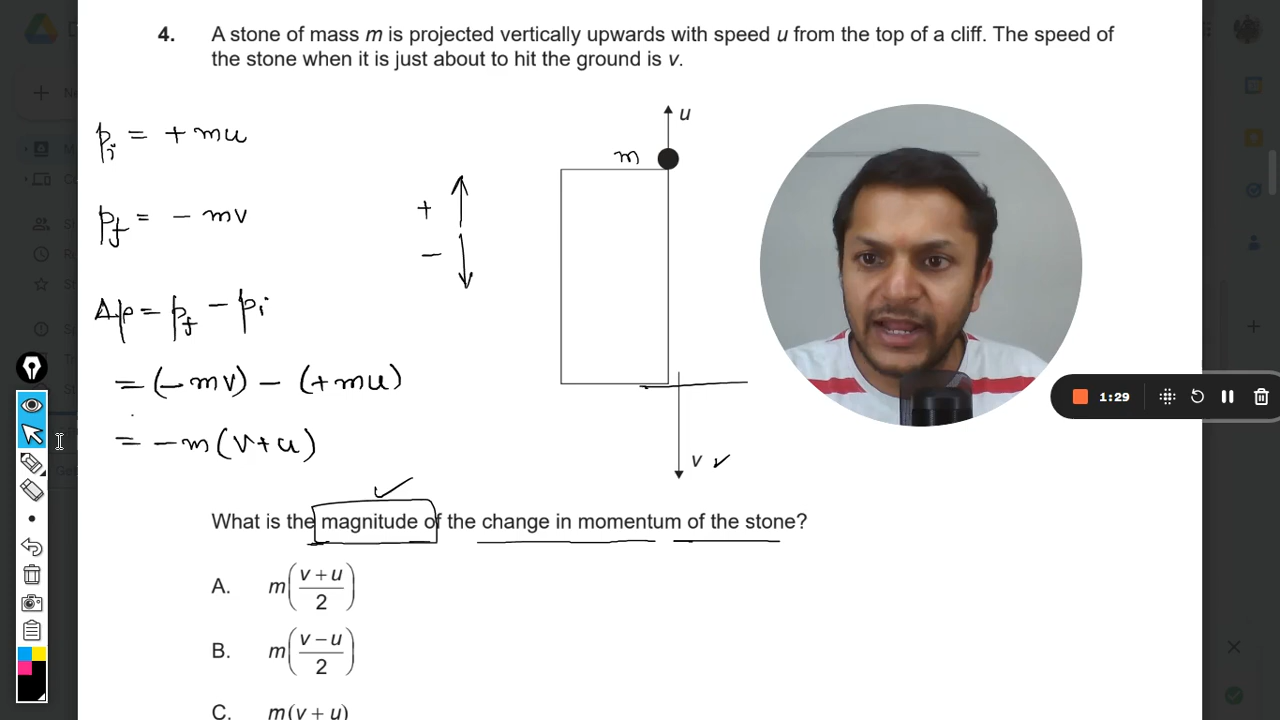 4. A stone of mass m is projected vertically upwards with speed u from the top of a cliff. The speed of
the stone when it is just about to hit the ground is v.
u
m
pi = + mu
+
pf = - mv
-
Δp = pf - pi
= (-mv) - (+mu)
1:29
= -m(v+u)
v ✓
✓
What is the magnitude of the change in momentum of the stone?
A. m((v + u)/2)
B. m((v – u)/2)
C. m(v + u)